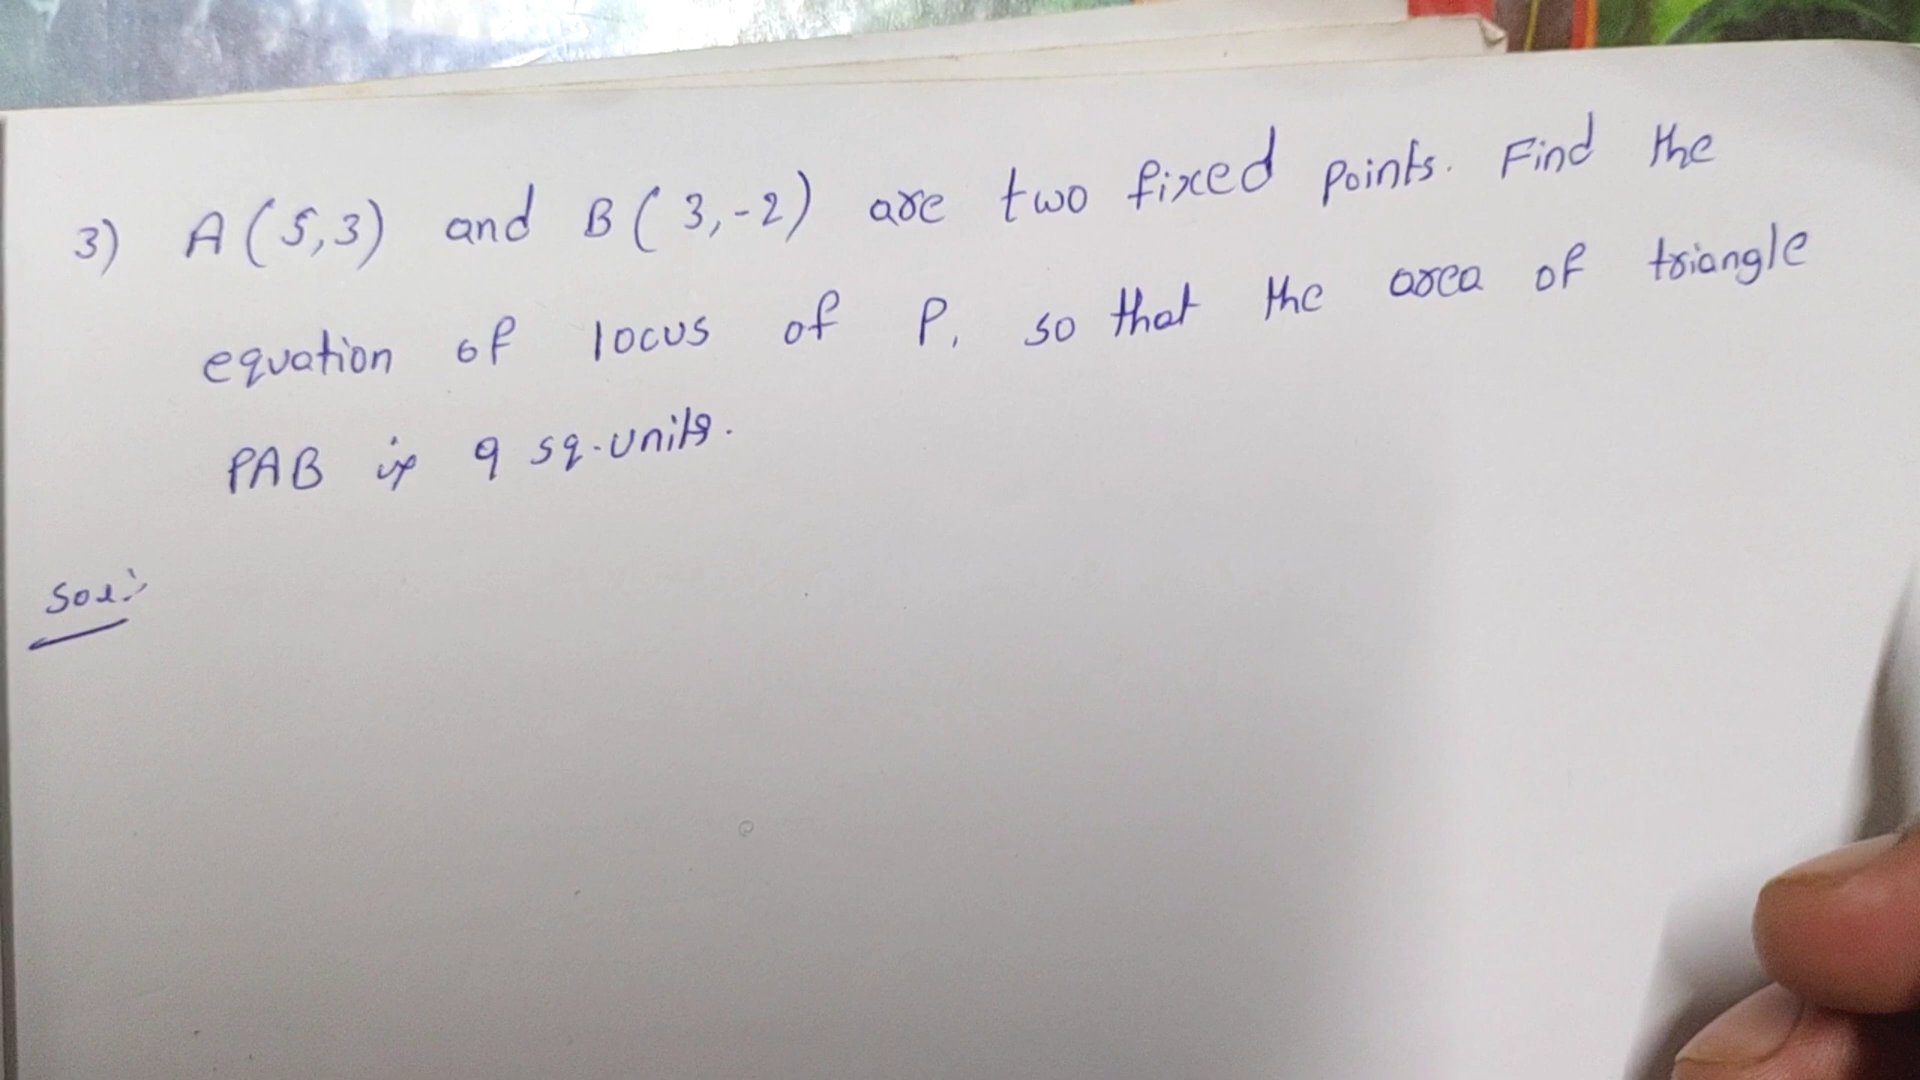 3) A(5,3) and B(3,-2) are two fixed points. Find the
equation of locus of P, so that the area of triangle
PAB is 9 sq.units.
Sol:-